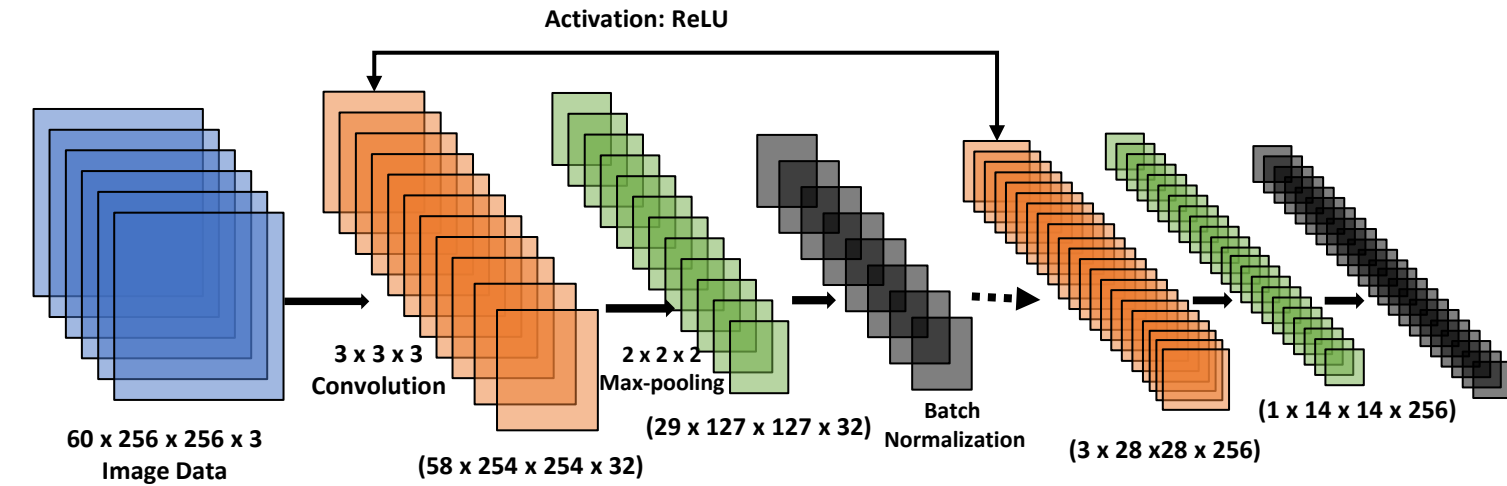 Activation: ReLU
3 x 3 x 3
Convolution
2 x 2 x 2
Max-pooling
60 x 256 x 256 x 3
Image Data
(58 x 254 x 254 x 32)
(29 x 127 x 127 x 32)
Batch
Normalization
(3 x 28 x28 x 256)
(1 x 14 x 14 x 256)